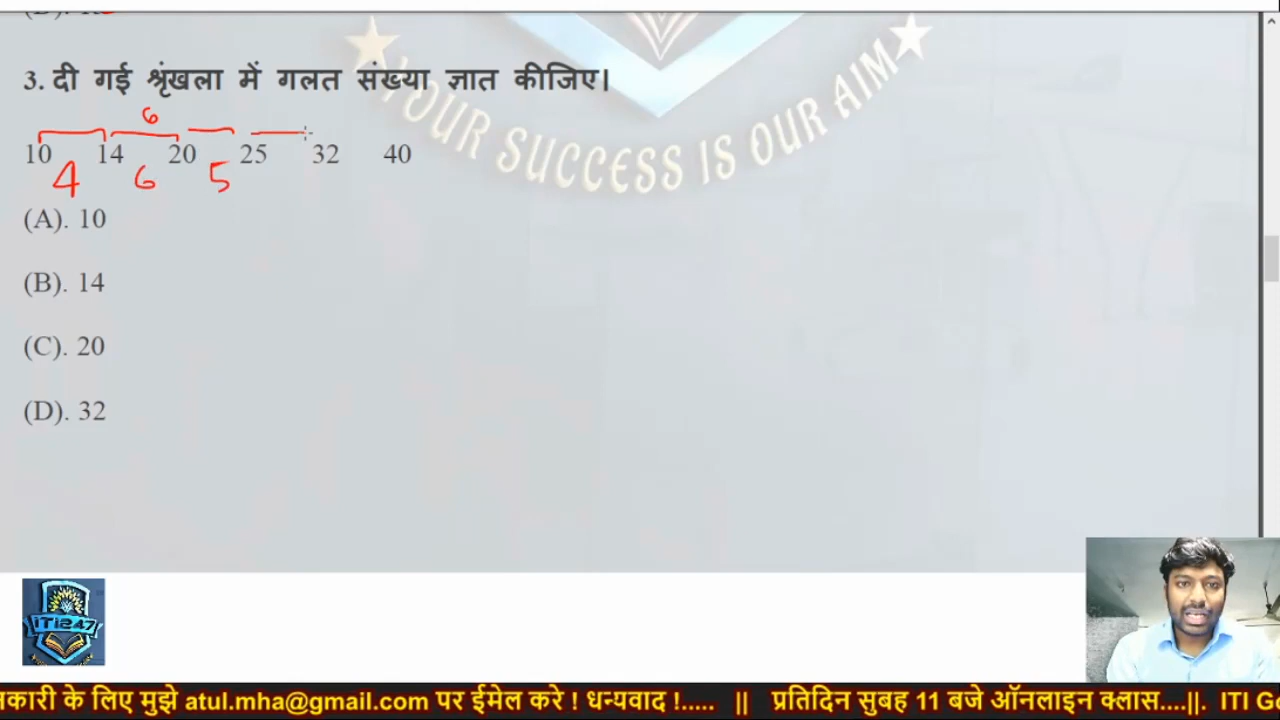 3. दी गई श्रृंखला में गलत संख्या ज्ञात कीजिए।
6
10 14 20 25 32 40
4 6 5
(A). 10
(B). 14
(C). 20
(D). 32
YOUR SUCCESS IS OUR AIM
iTi247
कारी के लिए मुझे atul.mha@gmail.com पर ईमेल करे ! धन्यवाद !..... || प्रतिदिन सुबह 11 बजे ऑनलाइन क्लास....||. ITI G